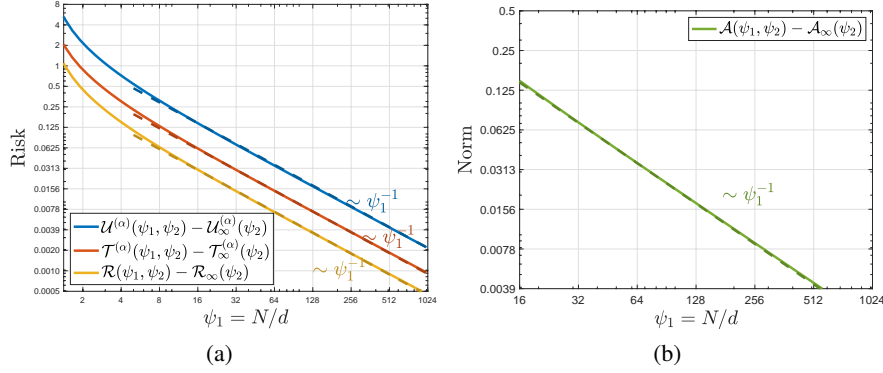 5
2
1
0.5
0.25
0.125
0.0625
0.0313
0.0156
0.0078
0.0039
0.0020
0.0010
0.0005
Risk
2 4 8 16 32 64 128 256 512 1024
ψ₁ = N/d
∼ ψ₁⁻¹
∼ ψ₁⁻¹
∼ ψ₁⁻¹
𝒰⁽ᵅ⁾(ψ₁, ψ₂) − 𝒰∞⁽ᵅ⁾(ψ₂)
𝒯⁽ᵅ⁾(ψ₁, ψ₂) − 𝒯∞⁽ᵅ⁾(ψ₂)
ℛ(ψ₁, ψ₂) − ℛ∞(ψ₂)
(a)
0.5
0.25
0.125
0.0625
0.0313
0.0156
0.0078
0.0039
Norm
16 32 64 128 256 512 1024
ψ₁ = N/d
𝒜(ψ₁, ψ₂) − 𝒜∞(ψ₂)
∼ ψ₁⁻¹
(b)